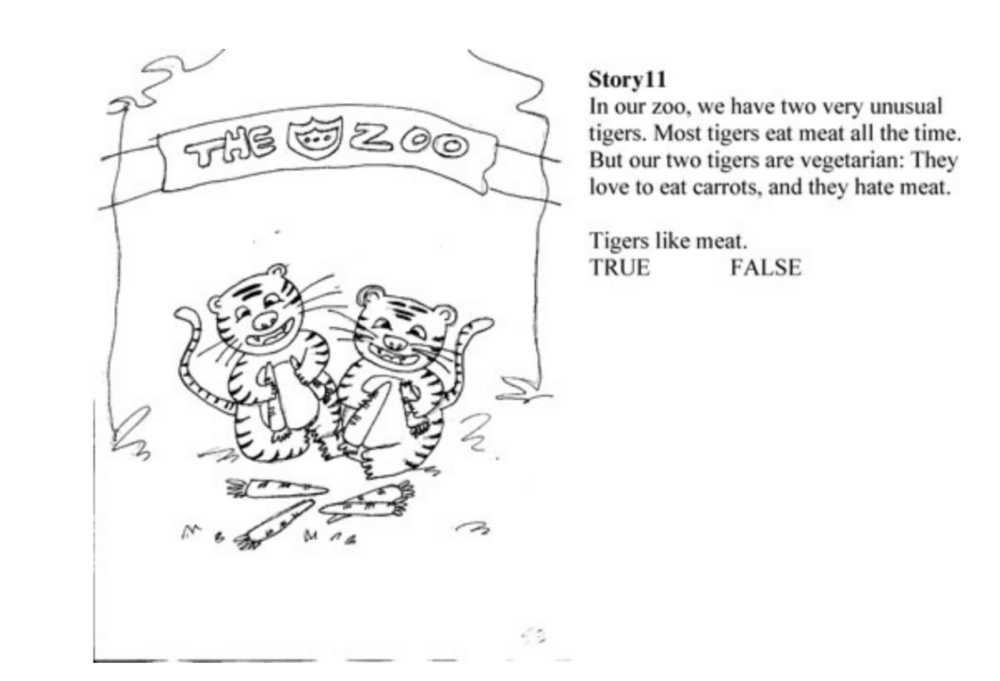 THE ZOO
Story11
In our zoo, we have two very unusual
tigers. Most tigers eat meat all the time.
But our two tigers are vegetarian: They
love to eat carrots, and they hate meat.
Tigers like meat.
TRUE FALSE